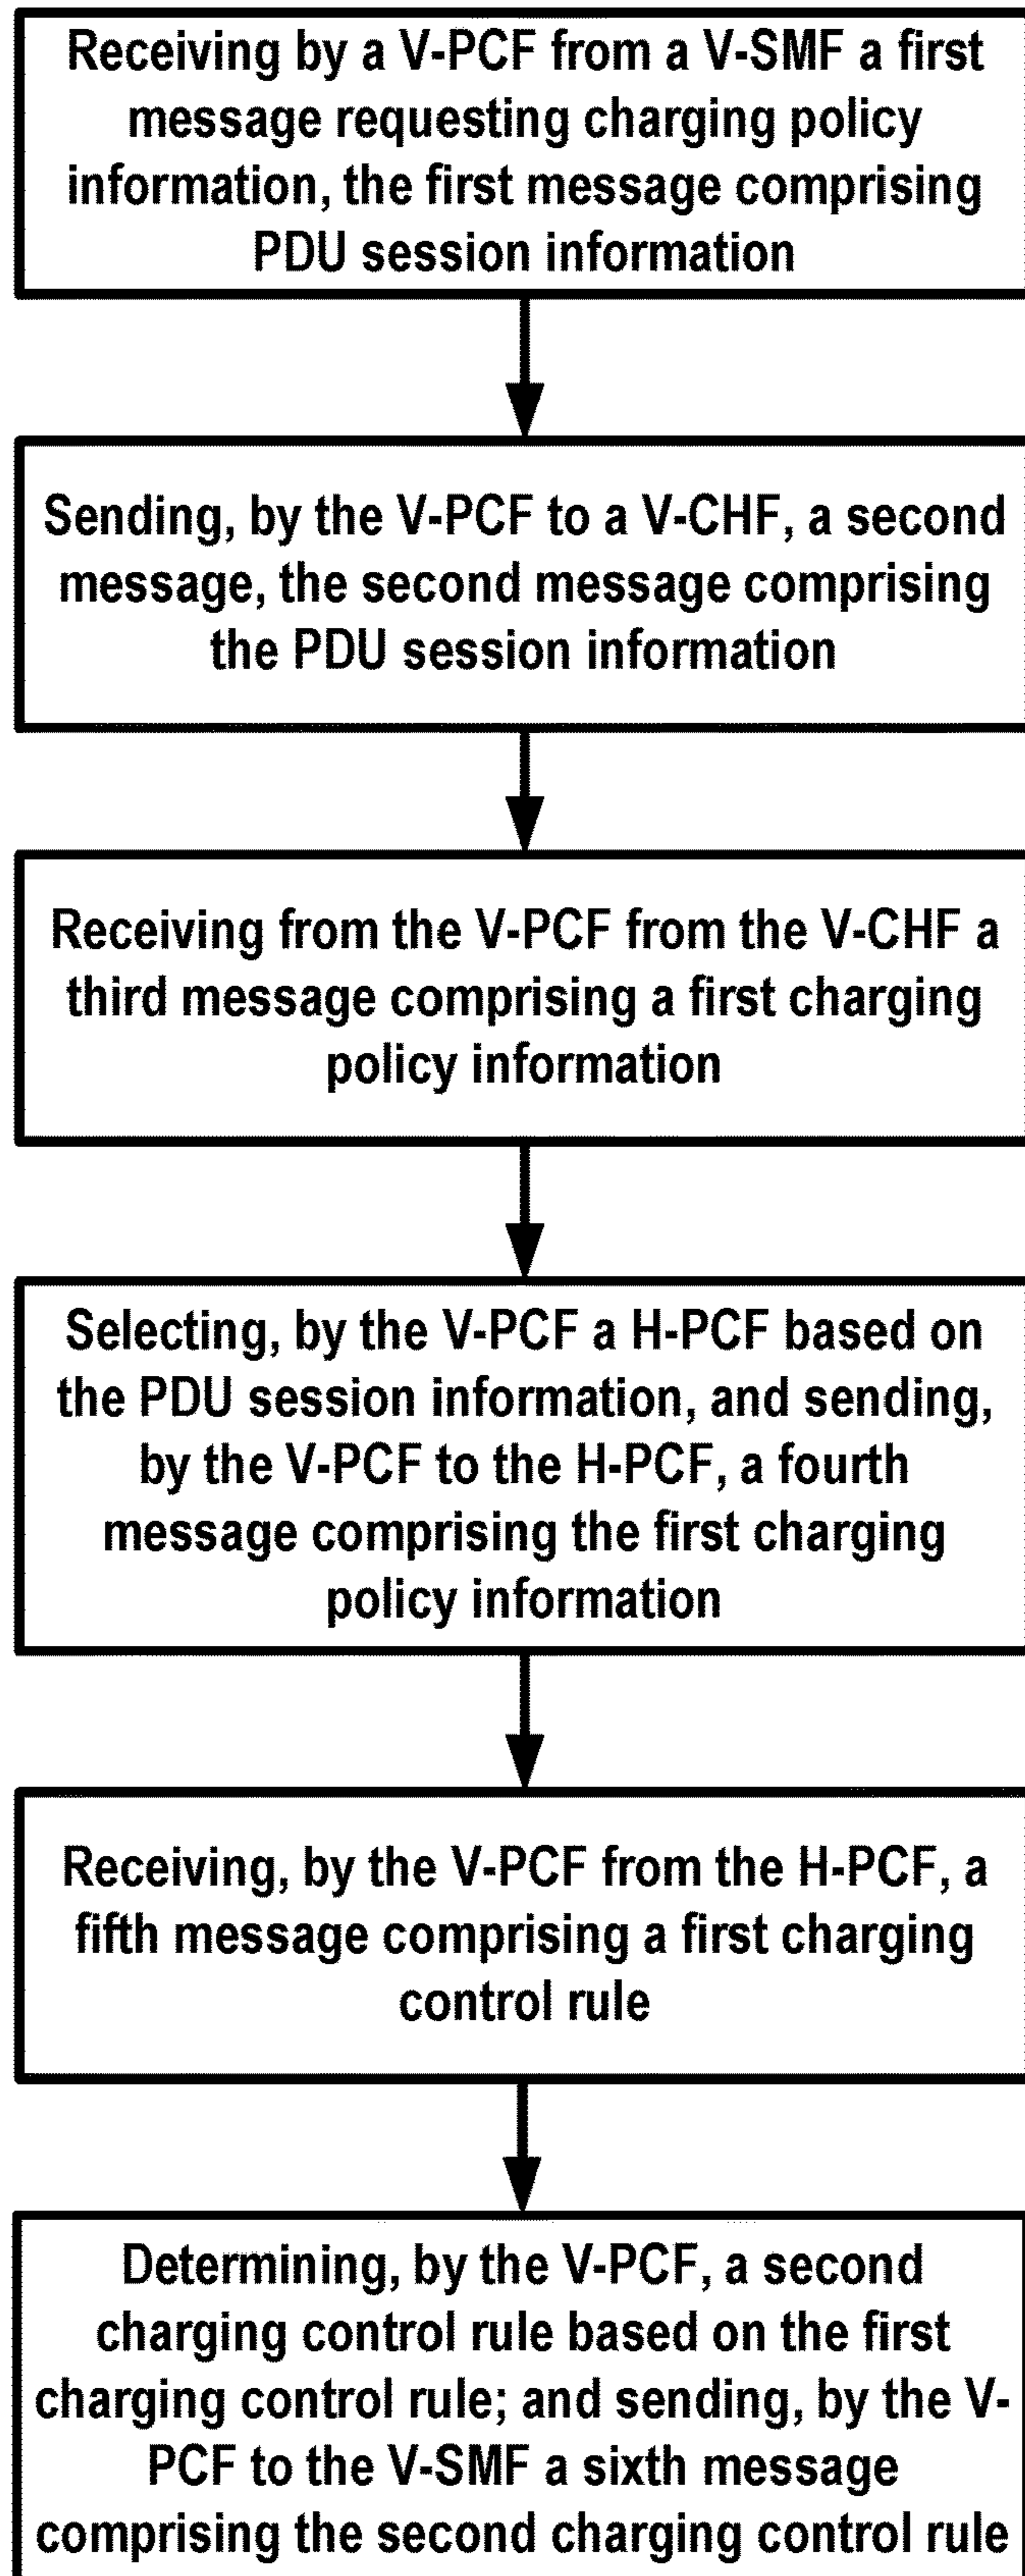 Receiving by a V-PCF from a V-SMF a first
message requesting charging policy
information, the first message comprising
PDU session information
Sending, by the V-PCF to a V-CHF, a second
message, the second message comprising
the PDU session information
Receiving from the V-PCF from the V-CHF a
third message comprising a first charging
policy information
Selecting, by the V-PCF a H-PCF based on
the PDU session information, and sending,
by the V-PCF to the H-PCF, a fourth
message comprising the first charging
policy information
Receiving, by the V-PCF from the H-PCF, a
fifth message comprising a first charging
control rule
Determining, by the V-PCF, a second
charging control rule based on the first
charging control rule; and sending, by the V-
PCF to the V-SMF a sixth message
comprising the second charging control rule